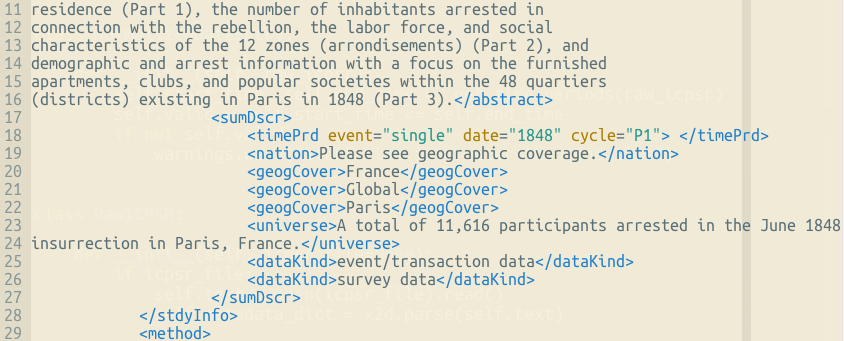 11 residence (Part 1), the number of inhabitants arrested in
12 connection with the rebellion, the labor force, and social
13 characteristics of the 12 zones (arrondisements) (Part 2), and
14 demographic and arrest information with a focus on the furnished
15 apartments, clubs, and popular societies within the 48 quartiers
16 (districts) existing in Paris in 1848 (Part 3).</abstract>
17 <sumDscr>
18 <timePrd event="single" date="1848" cycle="P1"> </timePrd>
19 <nation>Please see geographic coverage.</nation>
20 <geogCover>France</geogCover>
21 <geogCover>Global</geogCover>
22 <geogCover>Paris</geogCover>
23 <universe>A total of 11,616 participants arrested in the June 1848
24 insurrection in Paris, France.</universe>
25 <dataKind>event/transaction data</dataKind>
26 <dataKind>survey data</dataKind>
27 </sumDscr>
28 </stdyInfo>
29 <method>